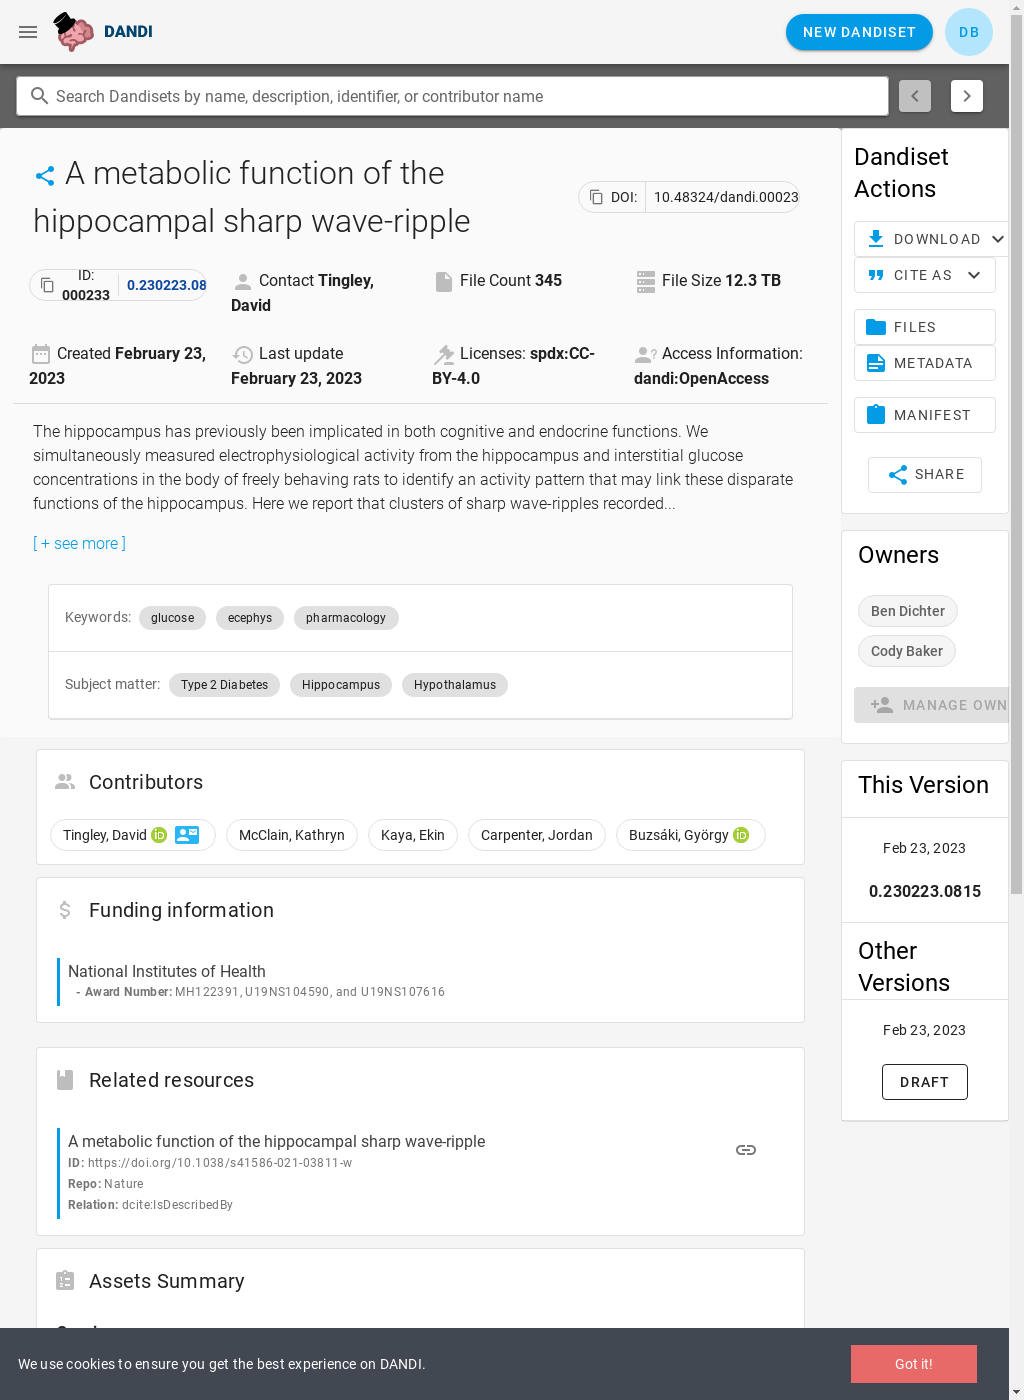 DANDI
NEW DANDISET
DB
Search Dandisets by name, description, identifier, or contributor name
A metabolic function of the
hippocampal sharp wave-ripple
DOI:
10.48324/dandi.00023
ID:
000233
0.230223.08
Contact Tingley,
David
File Count 345
File Size 12.3 TB
Created February 23,
2023
Last update
February 23, 2023
Licenses: spdx:CC-
BY-4.0
Access Information:
dandi:OpenAccess
The hippocampus has previously been implicated in both cognitive and endocrine functions. We
simultaneously measured electrophysiological activity from the hippocampus and interstitial glucose
concentrations in the body of freely behaving rats to identify an activity pattern that may link these disparate
functions of the hippocampus. Here we report that clusters of sharp wave-ripples recorded...
[ + see more ]
Keywords: glucose ecephys pharmacology
Subject matter: Type 2 Diabetes Hippocampus Hypothalamus
Contributors
Tingley, David iD McClain, Kathryn Kaya, Ekin Carpenter, Jordan Buzsáki, György iD
Funding information
National Institutes of Health
- Award Number: MH122391, U19NS104590, and U19NS107616
Related resources
A metabolic function of the hippocampal sharp wave-ripple
ID: https://doi.org/10.1038/s41586-021-03811-w
Repo: Nature
Relation: dcite:IsDescribedBy
Assets Summary
Dandiset
Actions
DOWNLOAD
CITE AS
FILES
METADATA
MANIFEST
SHARE
Owners
Ben Dichter
Cody Baker
MANAGE OWN
This Version
Feb 23, 2023
0.230223.0815
Other
Versions
Feb 23, 2023
DRAFT
We use cookies to ensure you get the best experience on DANDI.
Got it!